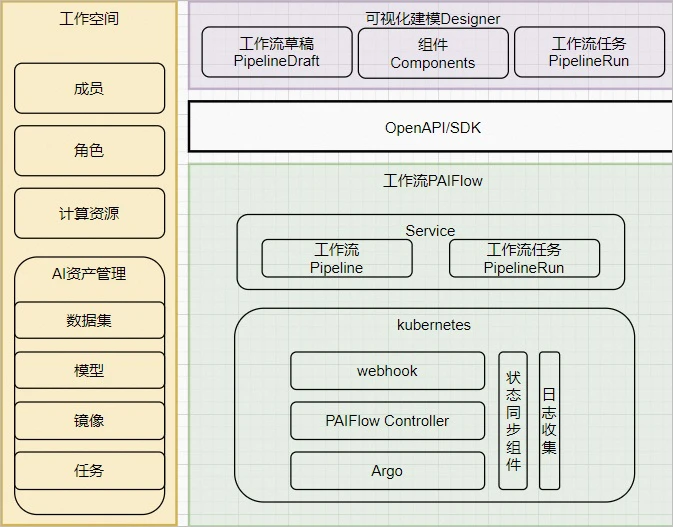 工作空间
成员
角色
计算资源
AI资产管理
数据集
模型
镜像
任务
可视化建模Designer
工作流草稿
PipelineDraft
组件
Components
工作流任务
PipelineRun
OpenAPI/SDK
工作流PAIFlow
Service
工作流
Pipeline
工作流任务
PipelineRun
kubernetes
webhook
PAIFlow Controller
Argo
状态同步组件
日志收集